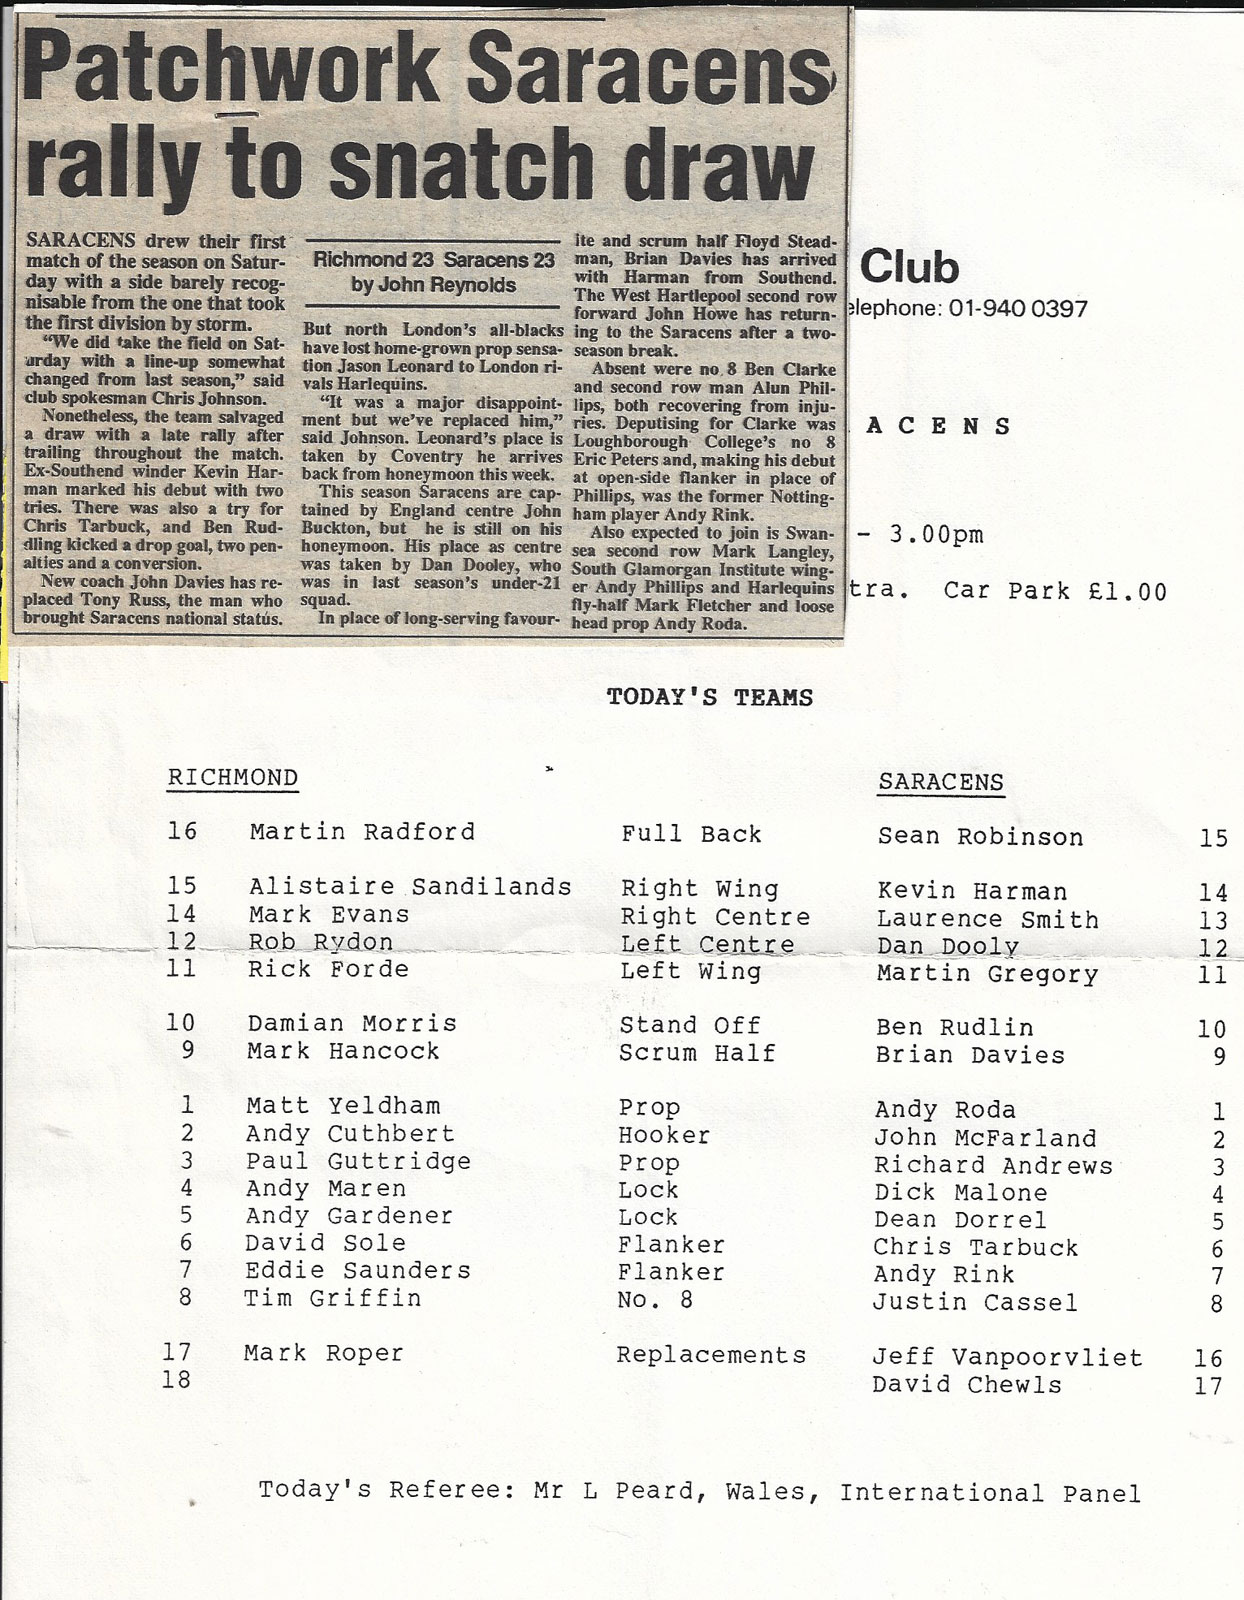 Patchwork Saracens
rally to snatch draw
SARACENS drew their first
match of the season on Satur-
day with a side barely recog-
nisable from the one that took
the first division by storm.
"We did take the field on Sat-
urday with a line-up somewhat
changed from last season," said
club spokesman Chris Johnson.
Nonetheless, the team salvaged
a draw with a late rally after
trailing throughout the match.
Ex-Southend winder Kevin Har-
man marked his debut with two
tries. There was also a try for
Chris Tarbuck, and Ben Rud-
dling kicked a drop goal, two pen-
alties and a conversion.
New coach John Davies has re-
placed Tony Russ, the man who
brought Saracens national status.
Richmond 23 Saracens 23
by John Reynolds
But north London's all-blacks
have lost home-grown prop sensa-
tion Jason Leonard to London ri-
vals Harlequins.
"It was a major disappoint-
ment but we've replaced him,"
said Johnson. Leonard's place is
taken by Coventry he arrives
back from honeymoon this week.
This season Saracens are cap-
tained by England centre John
Buckton, but he is still on his
honeymoon. His place as centre
was taken by Dan Dooley, who
was in last season's under-21
squad.
In place of long-serving favour-
ite and scrum half Floyd Stead-
man, Brian Davies has arrived
with Harman from Southend.
The West Hartlepool second row
forward John Howe has return-
ing to the Saracens after a two-
season break.
Absent were no 8 Ben Clarke
and second row man Alun Phil-
lips, both recovering from inju-
ries. Deputising for Clarke was
Loughborough College's no 8
Eric Peters and, making his debut
at open-side flanker in place of
Phillips, was the former Notting-
ham player Andy Rink.
Also expected to join is Swan-
sea second row Mark Langley,
South Glamorgan Institute wing-
er Andy Phillips and Harlequins
fly-half Mark Fletcher and loose
head prop Andy Roda.
Club
elephone: 01-940 0397
A C E N S
- 3.00pm
tra. Car Park £1.00
TODAY'S TEAMS
RICHMOND SARACENS
16 Martin Radford Full Back Sean Robinson 15
15 Alistaire Sandilands Right Wing Kevin Harman 14
14 Mark Evans Right Centre Laurence Smith 13
12 Rob Rydon Left Centre Dan Dooly 12
11 Rick Forde Left Wing Martin Gregory 11
10 Damian Morris Stand Off Ben Rudlin 10
9 Mark Hancock Scrum Half Brian Davies 9
1 Matt Yeldham Prop Andy Roda 1
2 Andy Cuthbert Hooker John McFarland 2
3 Paul Guttridge Prop Richard Andrews 3
4 Andy Maren Lock Dick Malone 4
5 Andy Gardener Lock Dean Dorrel 5
6 David Sole Flanker Chris Tarbuck 6
7 Eddie Saunders Flanker Andy Rink 7
8 Tim Griffin No. 8 Justin Cassel 8
17 Mark Roper Replacements Jeff Vanpoorvliet 16
18 David Chewls 17
Today's Referee: Mr L Peard, Wales, International Panel